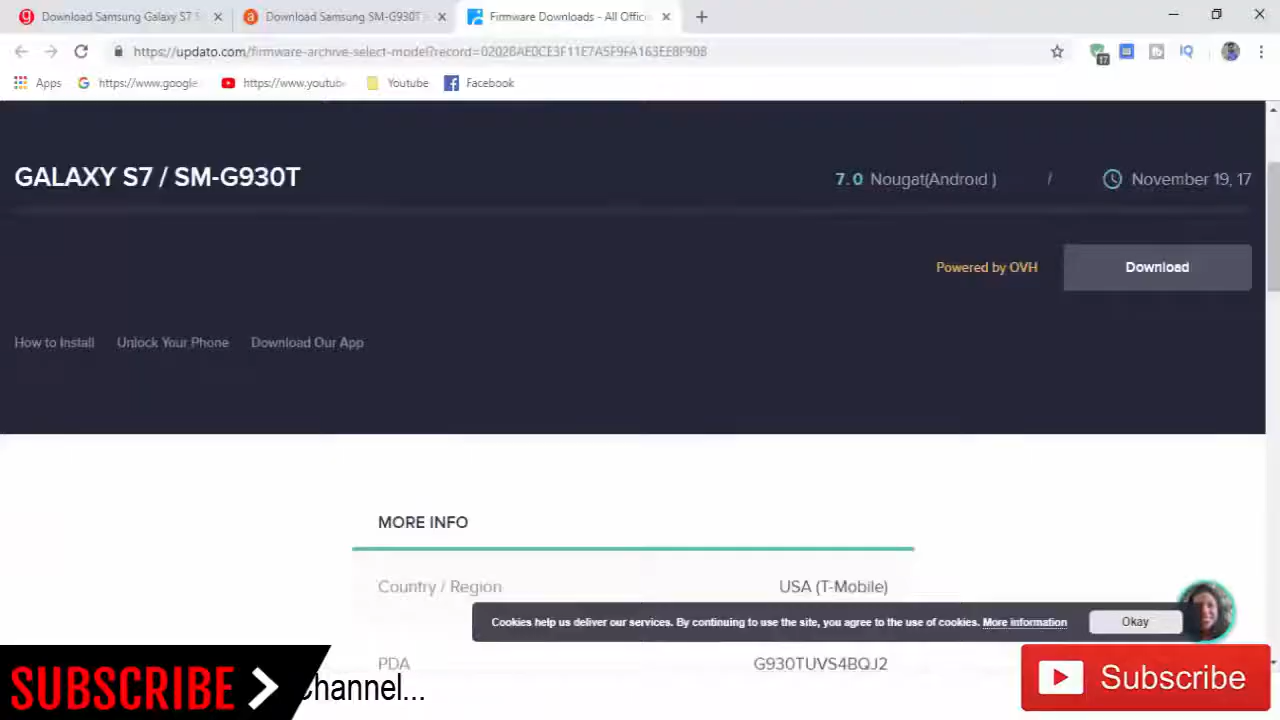 Download Samsung Galaxy S7
Download Samsung SM-G930T
Firmware Downloads - All Offici
https://updato.com/firmware-archive-select-model?record=
17
Apps
https://www.google
https://www.youtub
Youtube
Facebook
GALAXY S7 / SM-G930T
7.0 Nougat(Android ) / November 19, 17
Powered by OVH
Download
How to Install Unlock Your Phone Download Our App
MORE INFO
Country / Region USA (T-Mobile)
Cookies help us deliver our services. By continuing to use the site, you agree to the use of cookies. More information
Okay
PDA G930TUVS4BQJ2
SUBSCRIBE
Channel...
Subscribe